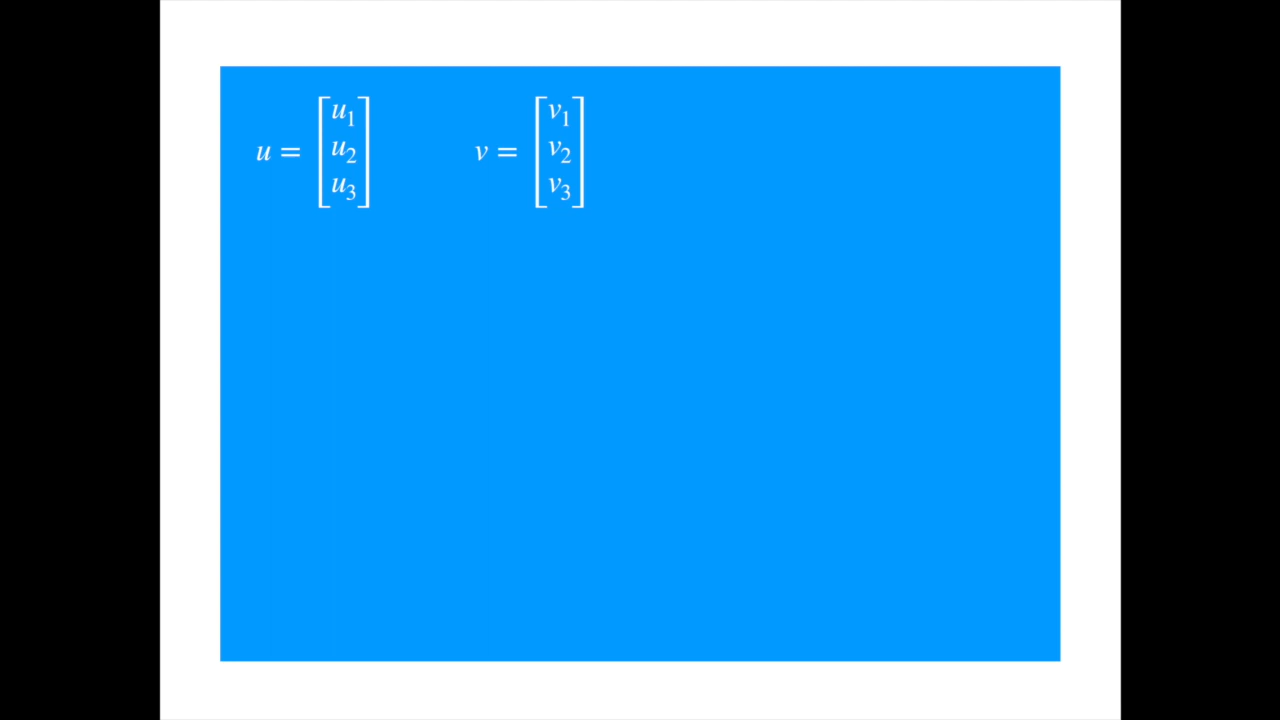 u = [u₁ u₂ u₃] v = [v₁ v₂ v₃]